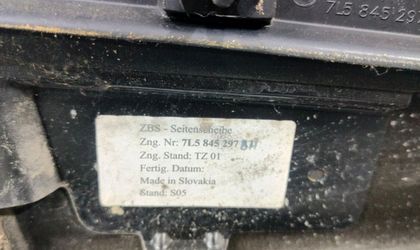 7L5 845 297
ZBS - Seitenscheibe
Zng. Nr: 7L5 845 297
Zng. Stand: TZ 01
Fertig. Datum:
Made in Slovakia
Stand: S05